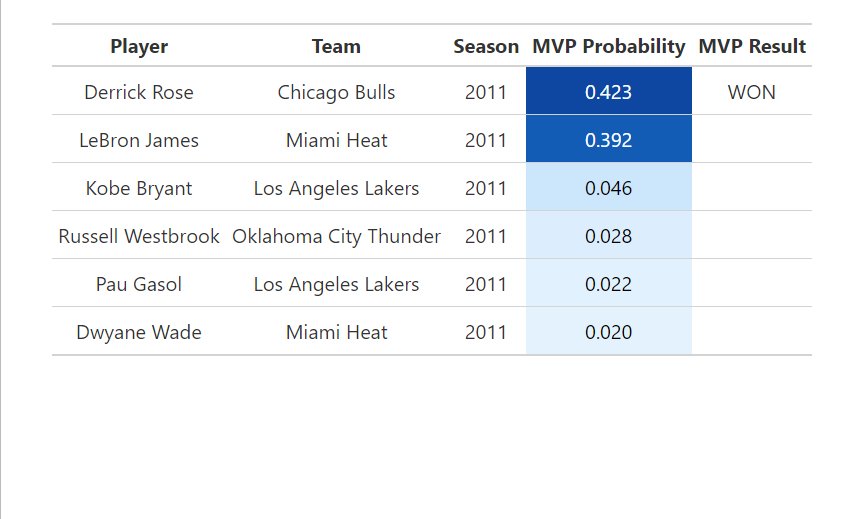 Player Team Season MVP Probability MVP Result
Derrick Rose Chicago Bulls 2011 0.423 WON
LeBron James Miami Heat 2011 0.392
Kobe Bryant Los Angeles Lakers 2011 0.046
Russell Westbrook Oklahoma City Thunder 2011 0.028
Pau Gasol Los Angeles Lakers 2011 0.022
Dwyane Wade Miami Heat 2011 0.020